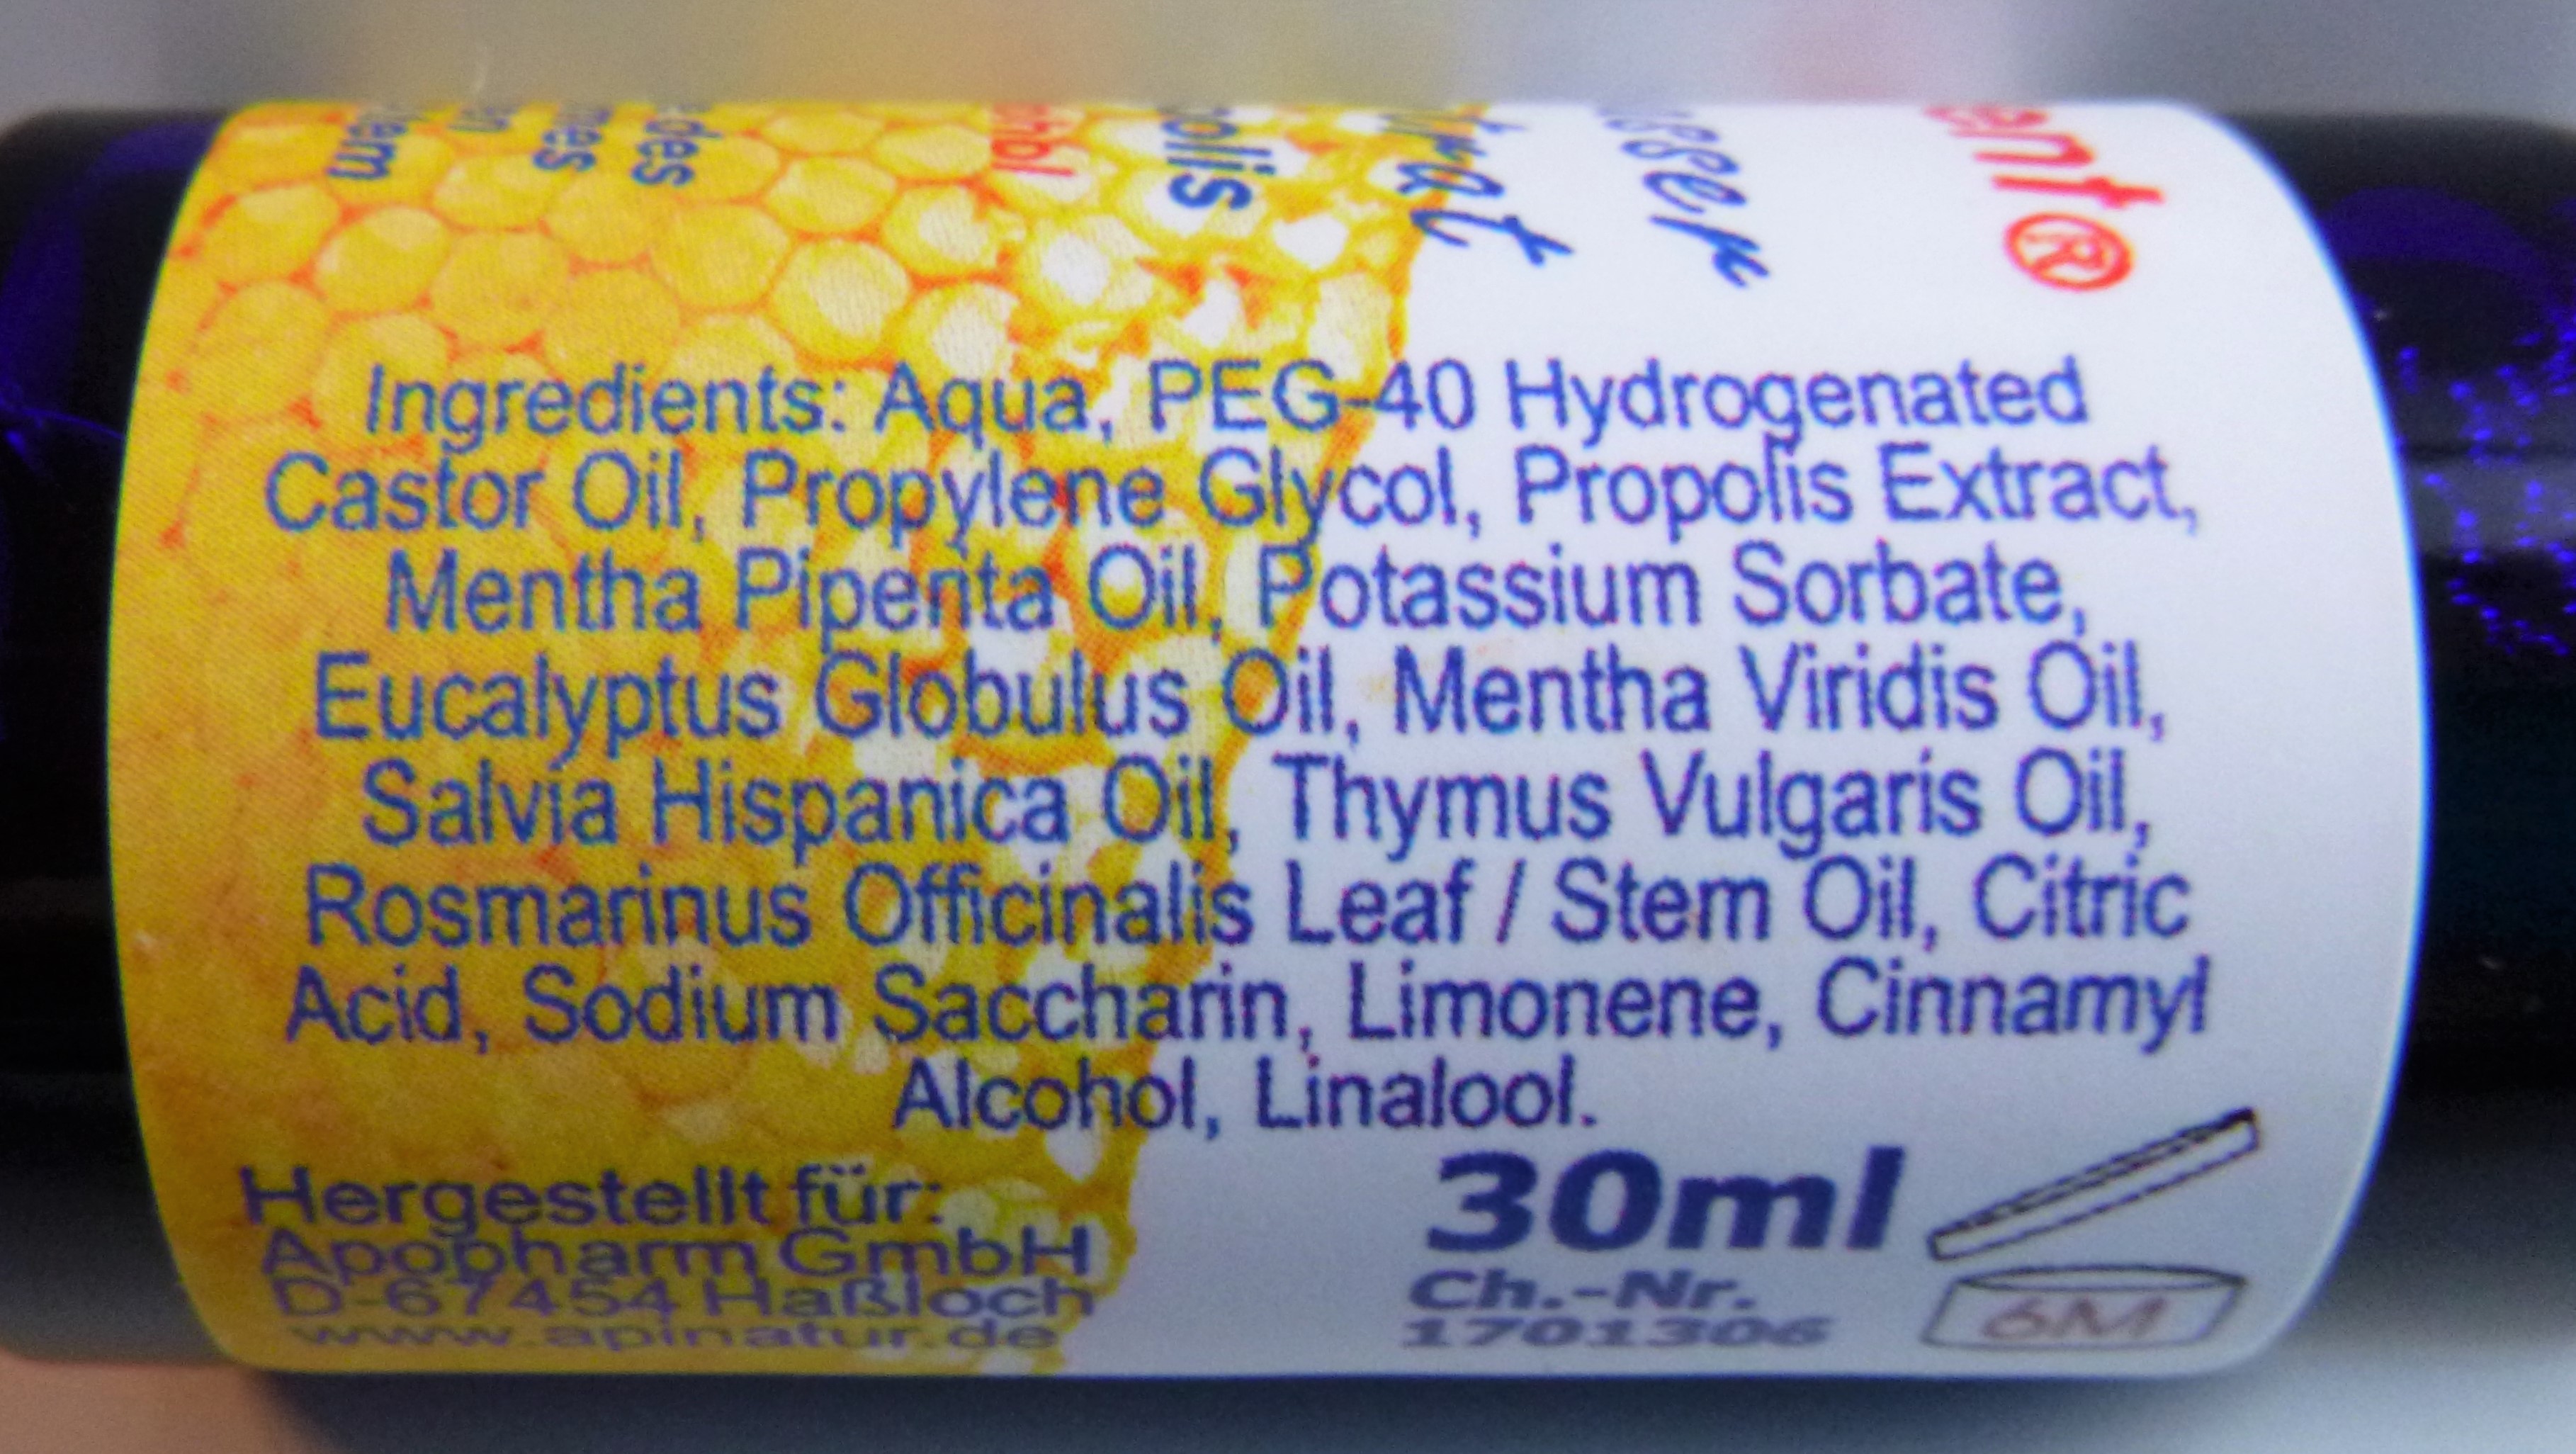 Ingredients: Aqua, PEG-40 Hydrogenated
Castor Oil, Propylene Glycol, Propolis Extract,
Mentha Piperita Oil, Potassium Sorbate,
Eucalyptus Globulus Oil, Mentha Viridis Oil,
Salvia Hispanica Oil, Thymus Vulgaris Oil,
Rosmarinus Officinalis Leaf / Stem Oil, Citric
Acid, Sodium Saccharin, Limonene, Cinnamyl
Alcohol, Linalool.
Hergestellt für:
Apopharm GmbH
D-67454 Haßloch
www.apinatur.de
30ml
Ch.-Nr.
1701306
6M